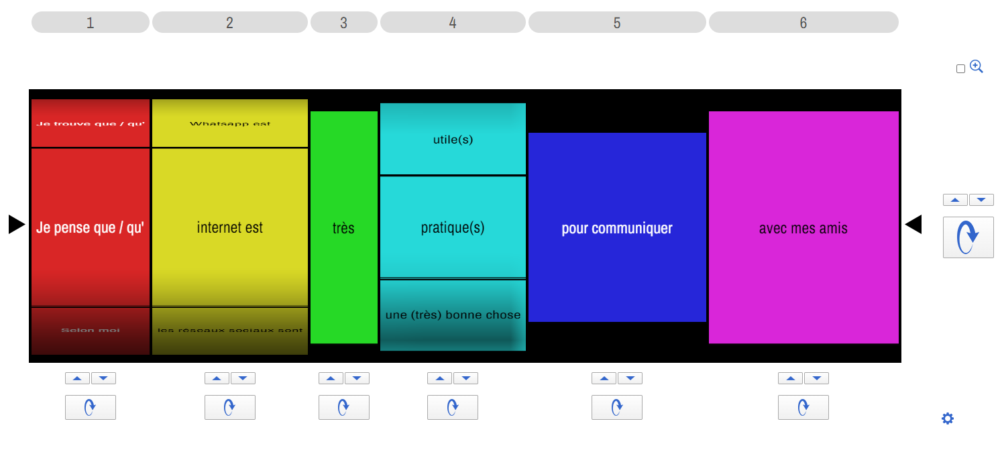 1 2 3 4 5 6
Je trouve que / qu' Whatsapp est
utile(s)
Je pense que / qu' internet est très pratique(s) pour communiquer avec mes amis
une (très) bonne chose
Selon moi les réseaux sociaux sont